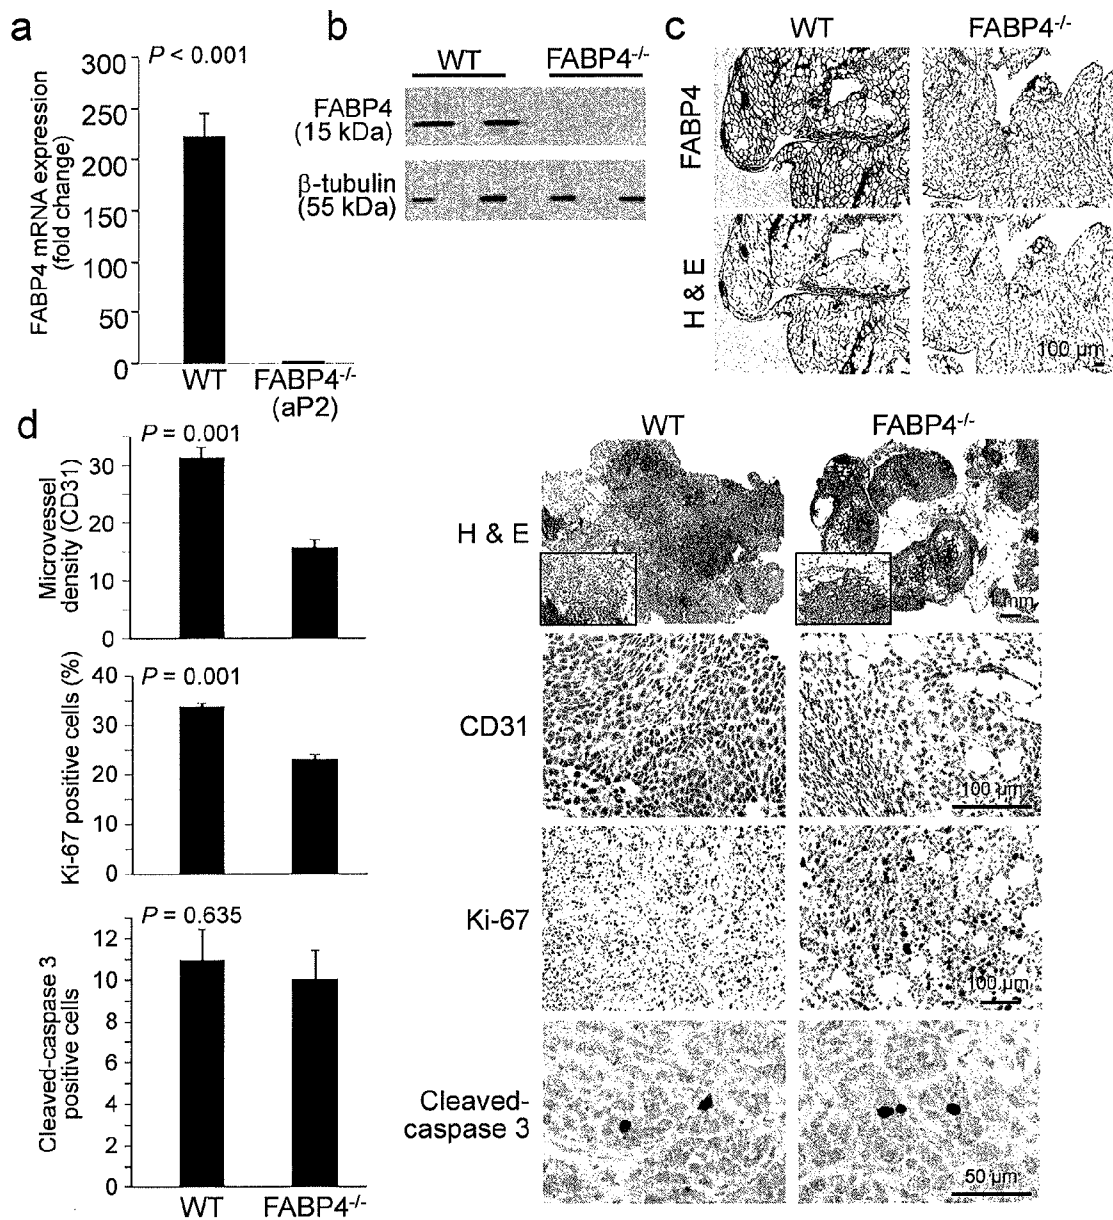 a
P < 0.001
FABP4 mRNA expression
(fold change)
300
250
200
150
100
50
0
WT
FABP4-/-
(aP2)
b
WT
FABP4-/-
FABP4
(15 kDa)
β-tubulin
(55 kDa)
c
WT
FABP4-/-
FABP4
H & E
100 µm
d
P = 0.001
Microvessel
density (CD31)
30
20
10
0
P = 0.001
Ki-67 positive cells (%)
40
30
20
10
0
P = 0.635
Cleaved-caspase 3
positive cells
12
10
8
6
4
2
0
WT
FABP4-/-
WT
FABP4-/-
H & E
1 mm
CD31
100 µm
Ki-67
100 µm
Cleaved-
caspase 3
50 µm